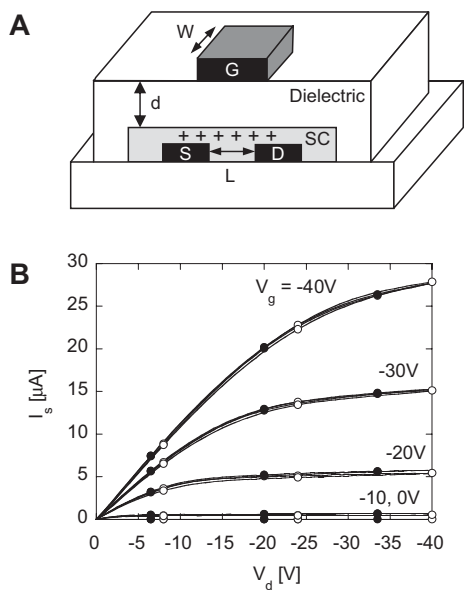 A
W
G
d
Dielectric
+ + + + + +
SC
S
D
L
B
30
25
20
15
10
5
0
I_s [µA]
V_g = -40V
-30V
-20V
-10, 0V
0 -5 -10 -15 -20 -25 -30 -35 -40
V_d [V]